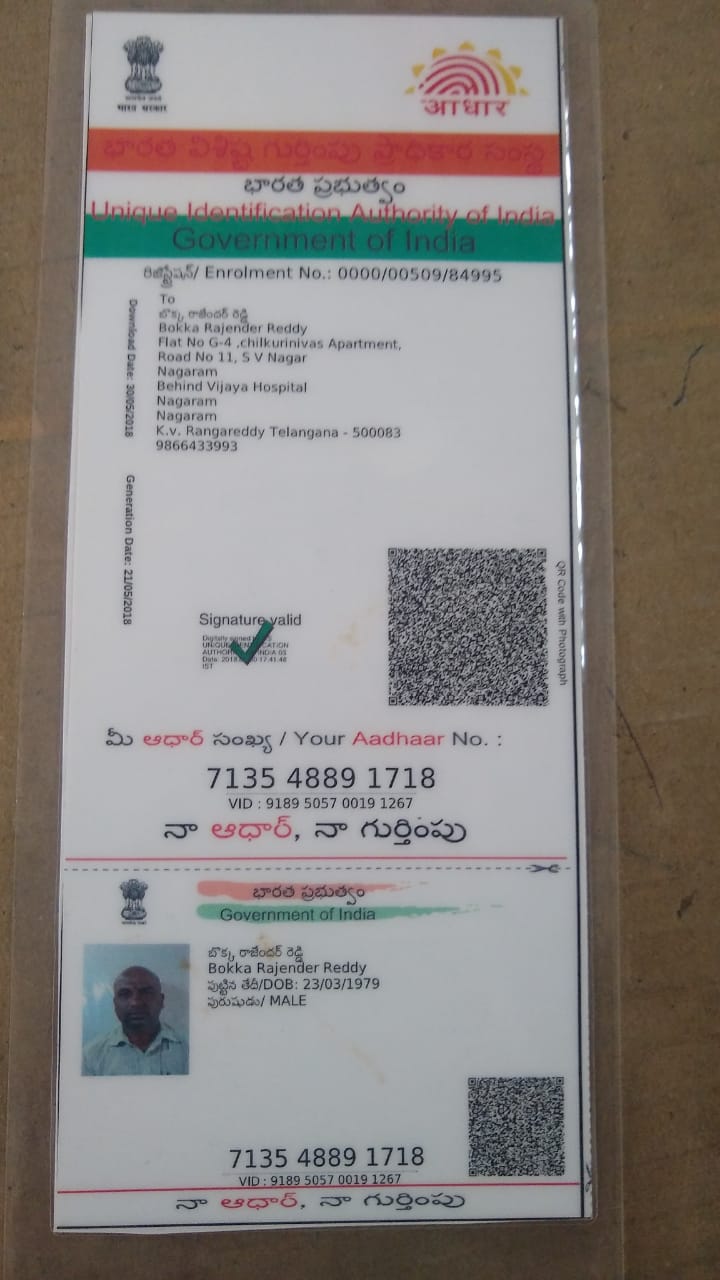 भारत सरकार
आधार
భారత విశిష్ట గుర్తింపు ప్రాధికార సంస్థ
భారత ప్రభుత్వం
Unique Identification Authority of India
Government of India
రిజిస్ట్రేషన్/ Enrolment No.: 0000/00509/84995
To
బొక్క రాజేందర్ రెడ్డి
Bokka Rajender Reddy
Flat No G-4 ,chilkurinivas Apartment,
Road No 11, S V Nagar
Nagaram
Behind Vijaya Hospital
Nagaram
Nagaram
K.v. Rangareddy Telangana - 500083
9866433993
Download Date: 30/05/2018
Generation Date: 21/05/2018
QR Code with Photograph
Signature valid
Digitally signed
IST
మీ ఆధార్ సంఖ్య / Your Aadhaar No. :
7135 4889 1718
VID : 9189 5057 0019 1267
నా ఆధార్, నా గుర్తింపు
భారత ప్రభుత్వం
Government of India
బొక్క రాజేందర్ రెడ్డి
Bokka Rajender Reddy
పుట్టిన తేదీ/DOB: 23/03/1979
పురుషుడు/ MALE
7135 4889 1718
VID : 9189 5057 0019 1267
నా ఆధార్, నా గుర్తింపు